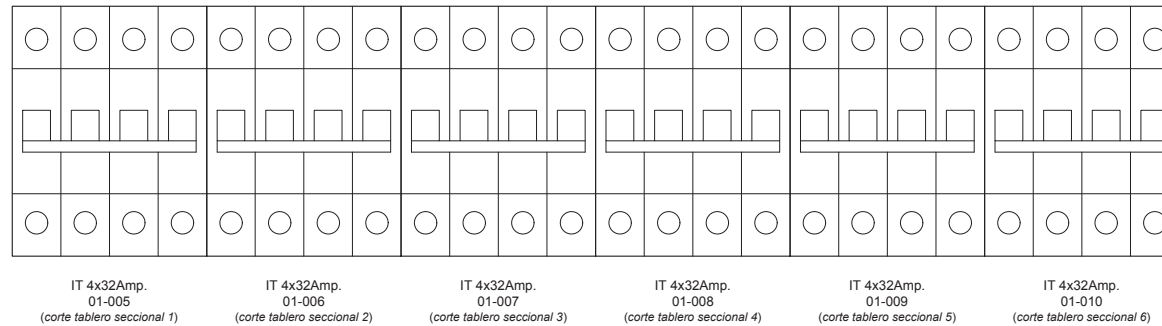 IT 4x32Amp.
01-005
(corte tablero seccional 1)
IT 4x32Amp.
01-006
(corte tablero seccional 2)
IT 4x32Amp.
01-007
(corte tablero seccional 3)
IT 4x32Amp.
01-008
(corte tablero seccional 4)
IT 4x32Amp.
01-009
(corte tablero seccional 5)
IT 4x32Amp.
01-010
(corte tablero seccional 6)